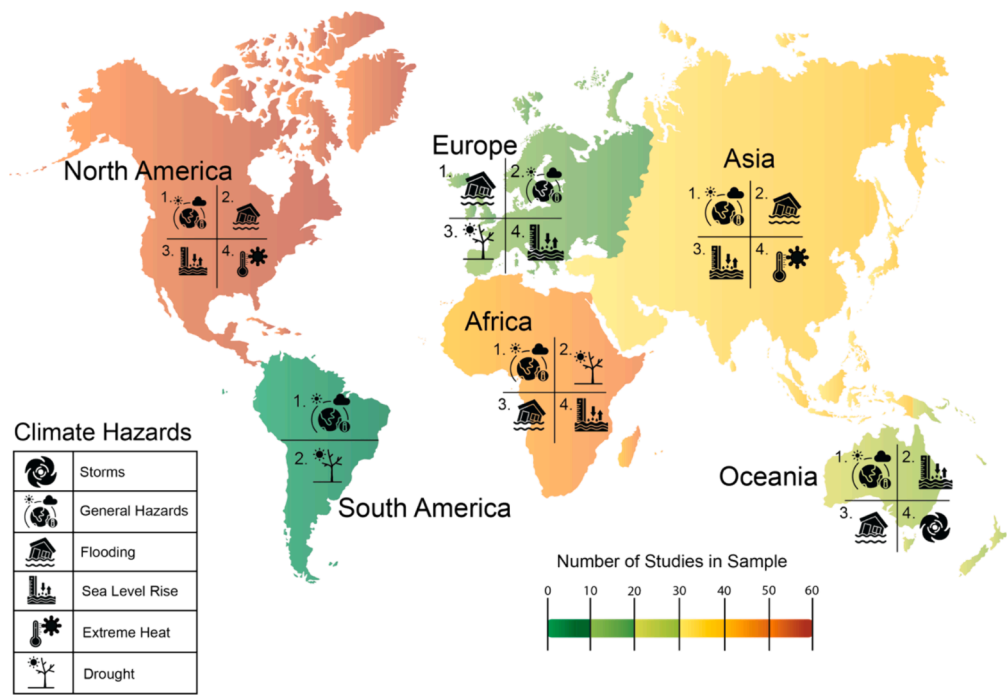 North America
1.
2.
3.
4.
Europe
1.
2.
3.
4.
Asia
1.
2.
3.
4.
Africa
1.
2.
3.
4.
1.
2.
South America
Oceania
1.
2.
3.
4.
Climate Hazards
Storms
General Hazards
Flooding
Sea Level Rise
Extreme Heat
Drought
Number of Studies in Sample
0 10 20 30 40 50 60